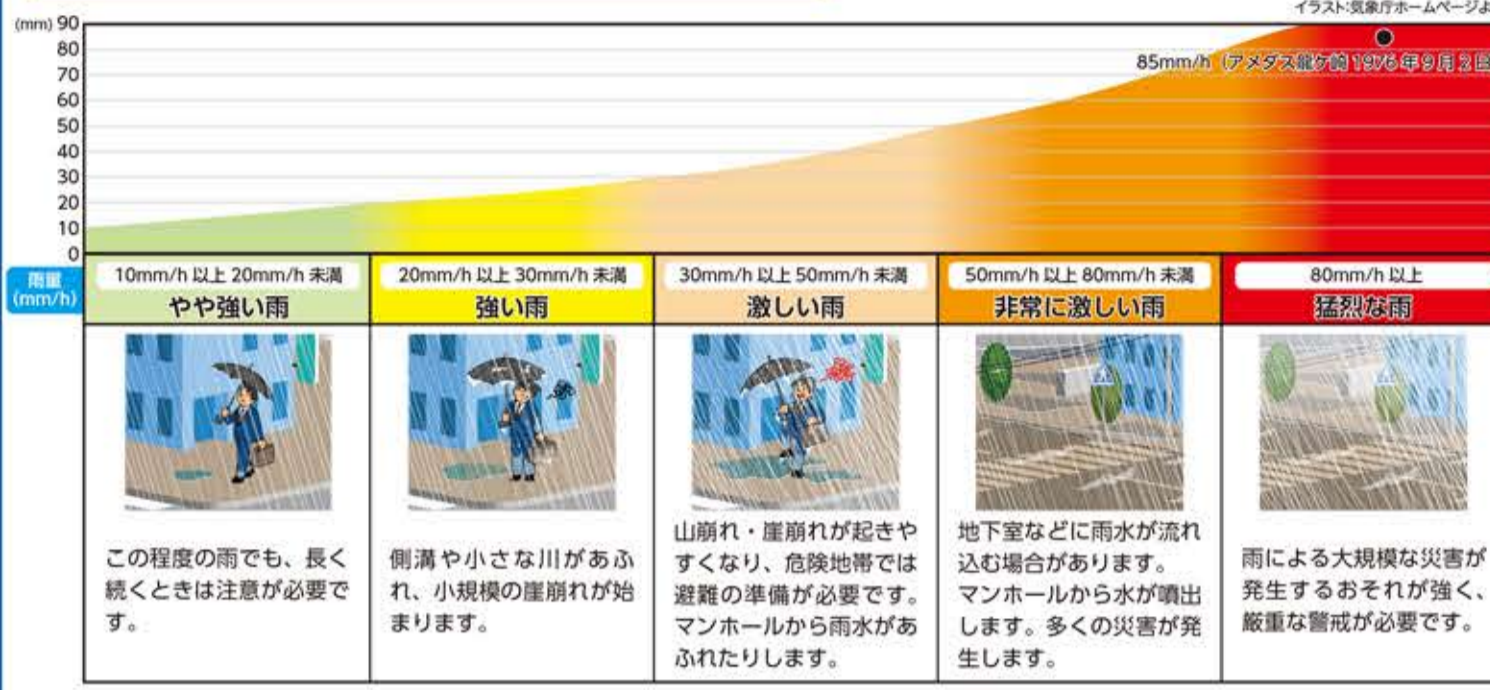 イラスト:気象庁ホームページよ
(mm) 90
80
70
60
50
40
30
20
10
0
85mm/h (アメダス龍ケ崎 1976年9月2日
雨量
(mm/h)
10mm/h 以上 20mm/h 未満
やや強い雨
20mm/h 以上 30mm/h 未満
強い雨
30mm/h 以上 50mm/h 未満
激しい雨
50mm/h 以上 80mm/h 未満
非常に激しい雨
80mm/h 以上
猛烈な雨
この程度の雨でも、長く
続くときは注意が必要で
す。
側溝や小さな川があふ
れ、小規模の崖崩れが始
まります。
山崩れ・崖崩れが起きや
すくなり、危険地帯では
避難の準備が必要です。
マンホールから雨水があ
ふれたりします。
地下室などに雨水が流れ
込む場合があります。
マンホールから水が噴出
します。多くの災害が発
生します。
雨による大規模な災害が
発生するおそれが強く、
厳重な警戒が必要です。